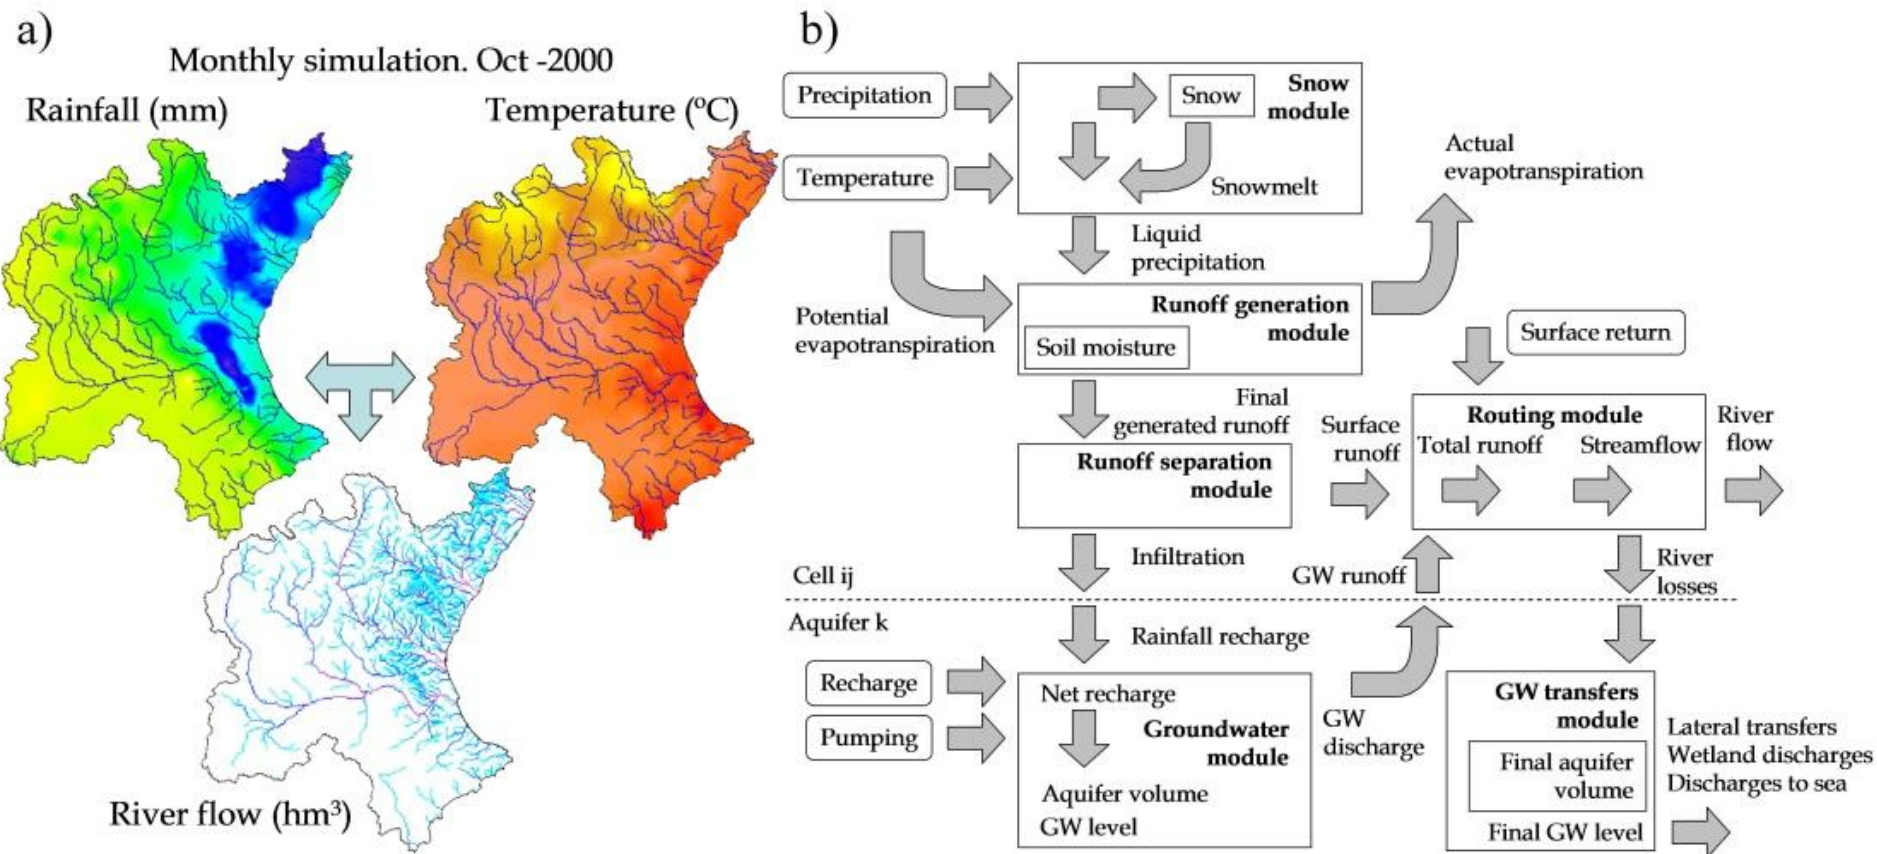 a)
Monthly simulation. Oct -2000
Rainfall (mm)
Temperature (ºC)
River flow (hm³)
b)
Precipitation
Snow
Snow
module
Temperature
Snowmelt
Actual
evapotranspiration
Liquid
precipitation
Potential
evapotranspiration
Runoff generation
module
Soil moisture
Surface return
Final
generated runoff
Surface
runoff
Routing module
Total runoff
Streamflow
River
flow
Runoff separation
module
Infiltration
GW runoff
River
losses
Cell ij
Aquifer k
Rainfall recharge
Recharge
Pumping
Net recharge
Groundwater
module
Aquifer volume
GW level
GW
discharge
GW transfers
module
Final aquifer
volume
Final GW level
Lateral transfers
Wetland discharges
Discharges to sea